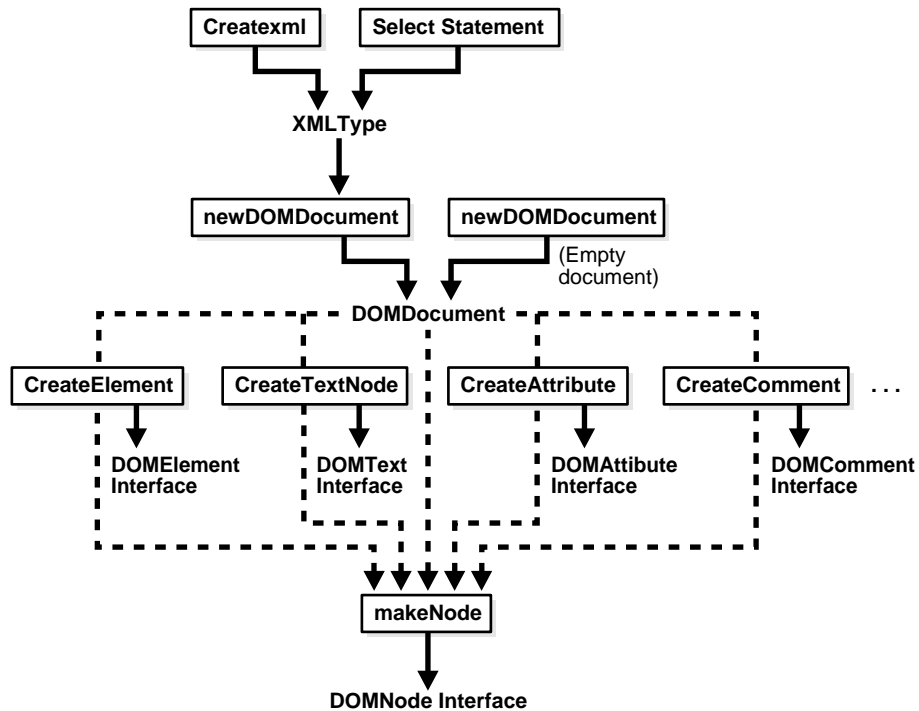 Createxml
Select Statement
XMLType
newDOMDocument
newDOMDocument
(Empty
document)
DOMDocument
CreateElement
CreateTextNode
CreateAttribute
CreateComment
...
DOMElement
Interface
DOMText
Interface
DOMAttibute
Interface
DOMComment
Interface
makeNode
DOMNode Interface